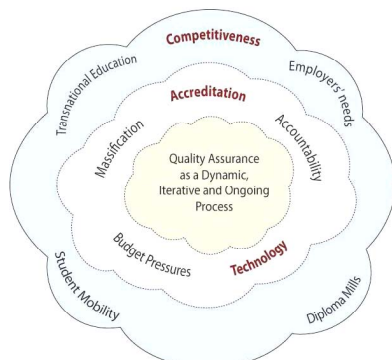 Competitiveness
Transnational Education
Employers' needs
Accreditation
Massification
Accountability
Quality Assurance
as a Dynamic,
Iterative and Ongoing
Process
Budget Pressures
Technology
Student Mobility
Diploma Mills